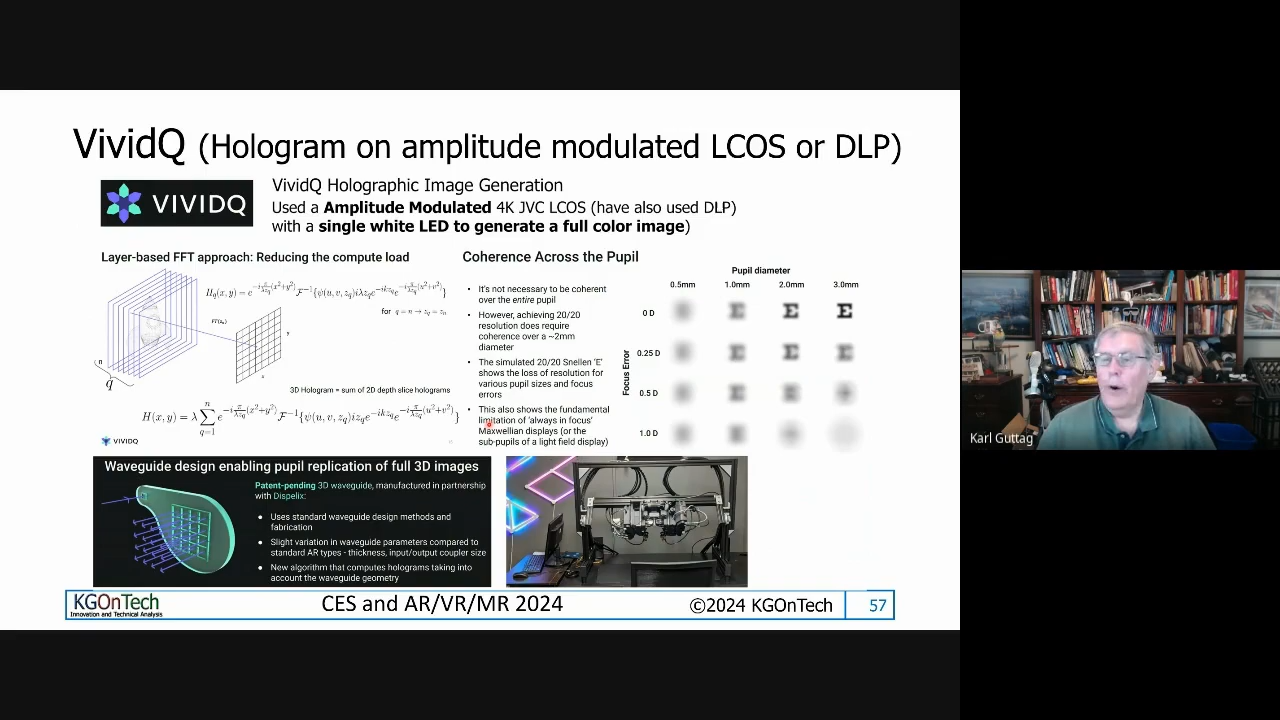 VividQ (Hologram on amplitude modulated LCOS or DLP)
VIVIDQ
VividQ Holographic Image Generation
Used a Amplitude Modulated 4K JVC LCOS (have also used DLP)
with a single white LED to generate a full color image)
Layer-based FFT approach: Reducing the compute load
for q = n → z_q = z_n
n
q
y
x
3D Hologram = sum of 2D depth slice holograms
VIVIDQ
Coherence Across the Pupil
• It's not necessary to be coherent
over the entire pupil
• However, achieving 20/20
resolution does require
coherence over a ~2mm
diameter
• The simulated 20/20 Snellen 'E'
shows the loss of resolution for
various pupil sizes and focus
errors
• This also shows the fundamental
limitation of 'always in focus'
Maxwellian displays (or the
sub-pupils of a light field display)
Pupil diameter
0.5mm 1.0mm 2.0mm 3.0mm
Focus Error
0 D
0.25 D
0.5 D
1.0 D
Waveguide design enabling pupil replication of full 3D images
Patent-pending 3D waveguide, manufactured in partnership
with Dispelix:
• Uses standard waveguide design methods and
fabrication
• Slight variation in waveguide parameters compared to
standard AR types - thickness, input/output coupler size
• New algorithm that computes holograms taking into
account the waveguide geometry
KGOnTech
Innovation and Technical Analysis
CES and AR/VR/MR 2024
©2024 KGOnTech
57
Karl Guttag